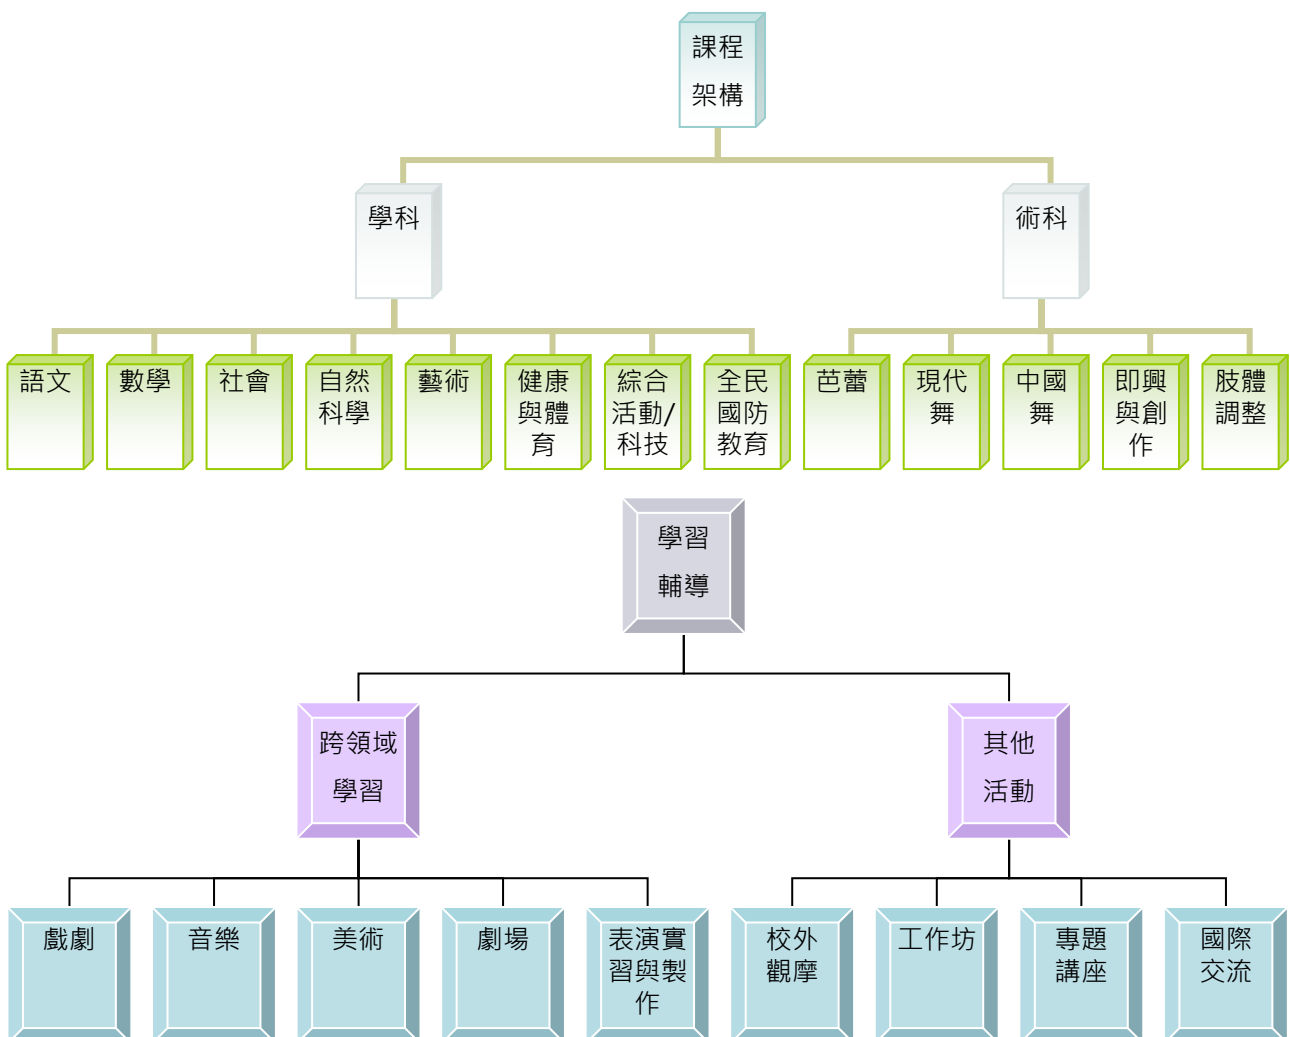 課程
架構
學科
術科
語文
數學
社會
自然
科學
藝術
健康
與體
育
綜合
活動/
科技
全民
國防
教育
芭蕾
現代
舞
中國
舞
即興
與創
作
肢體
調整
學習
輔導
跨領域
學習
其他
活動
戲劇
音樂
美術
劇場
表演實
習與製
作
校外
觀摩
工作坊
專題
講座
國際
交流